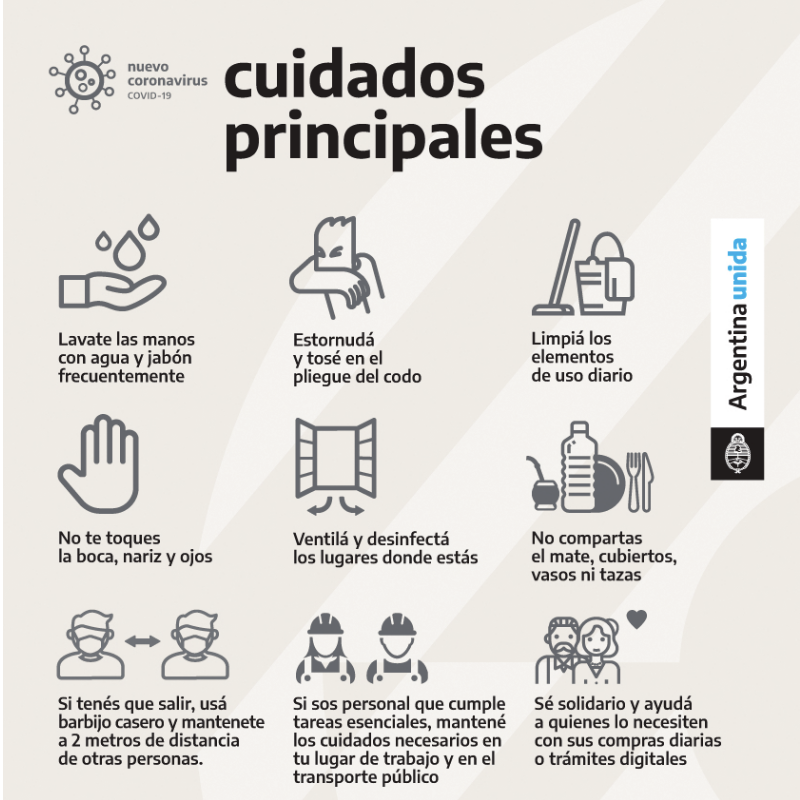 nuevo
coronavirus
COVID-19
cuidados
principales
Lavate las manos
con agua y jabón
frecuentemente
Estornudá
y tosé en el
pliegue del codo
Limpiá los
elementos
de uso diario
Argentina unida
No te toques
la boca, nariz y ojos
Ventilá y desinfectá
los lugares donde estás
No compartas
el mate, cubiertos,
vasos ni tazas
Si tenés que salir, usá
barbijo casero y mantenete
a 2 metros de distancia
de otras personas.
Si sos personal que cumple
tareas esenciales, mantené
los cuidados necesarios en
tu lugar de trabajo y en el
transporte público
Sé solidario y ayudá
a quienes lo necesiten
con sus compras diarias
o trámites digitales